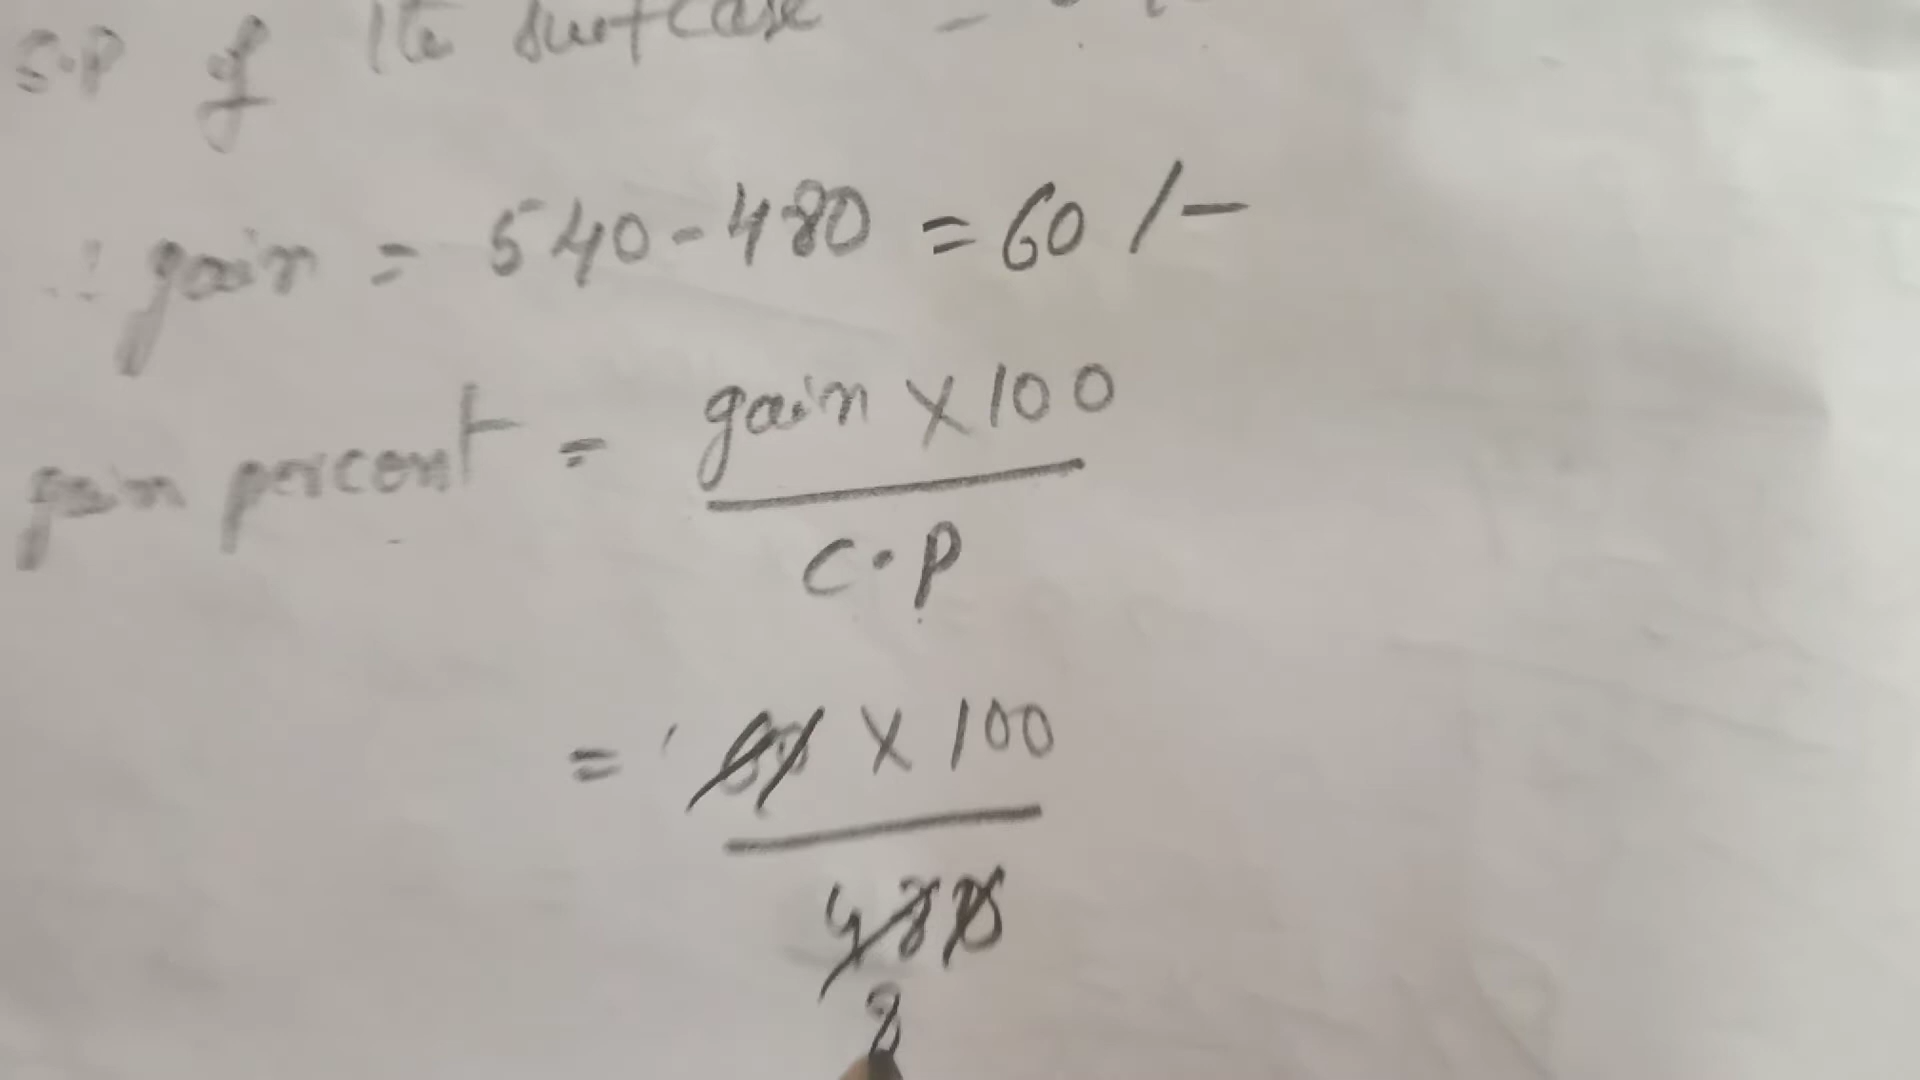 S.P of the suitcase =
∴ gain = 540 - 480 = 60 /-
gain percent = gain X 100
C.P
= 60 X 100
480
8